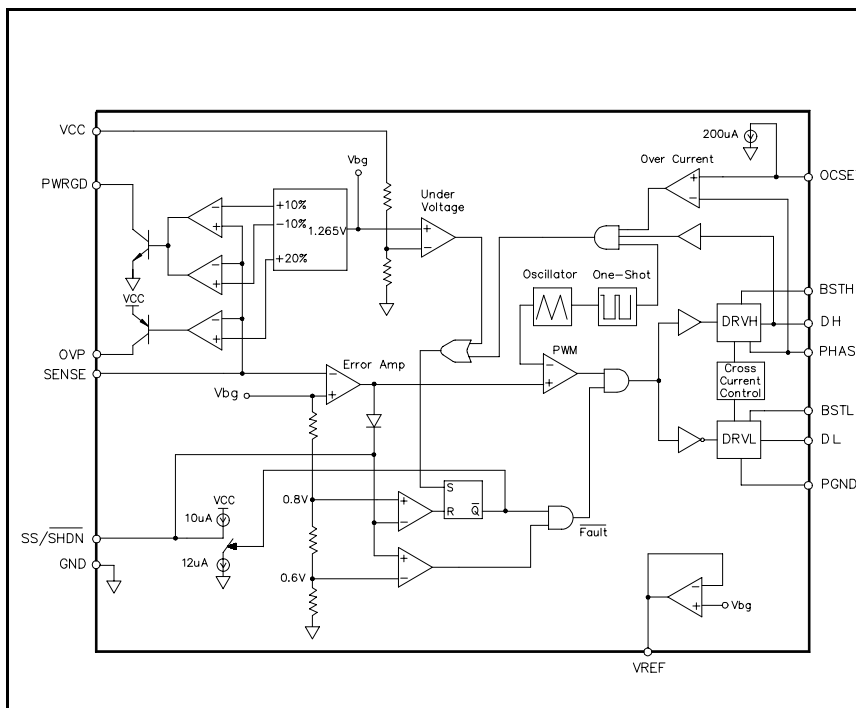 VCC
PWRGD
VCC
OVP
SENSE
SS/SHDN
GND
+10%
-10%
+20%
1.265V
Vbg
Under
Voltage
+
-
Over Current
200uA
OCSE
Oscillator
One-Shot
PWM
Error Amp
Vbg
BSTH
DRVH
DH
PHAS
Cross
Current
Control
BSTL
DRVL
DL
PGND
0.8V
S
R
Q
VCC
10uA
12uA
0.6V
Fault
Vbg
VREF